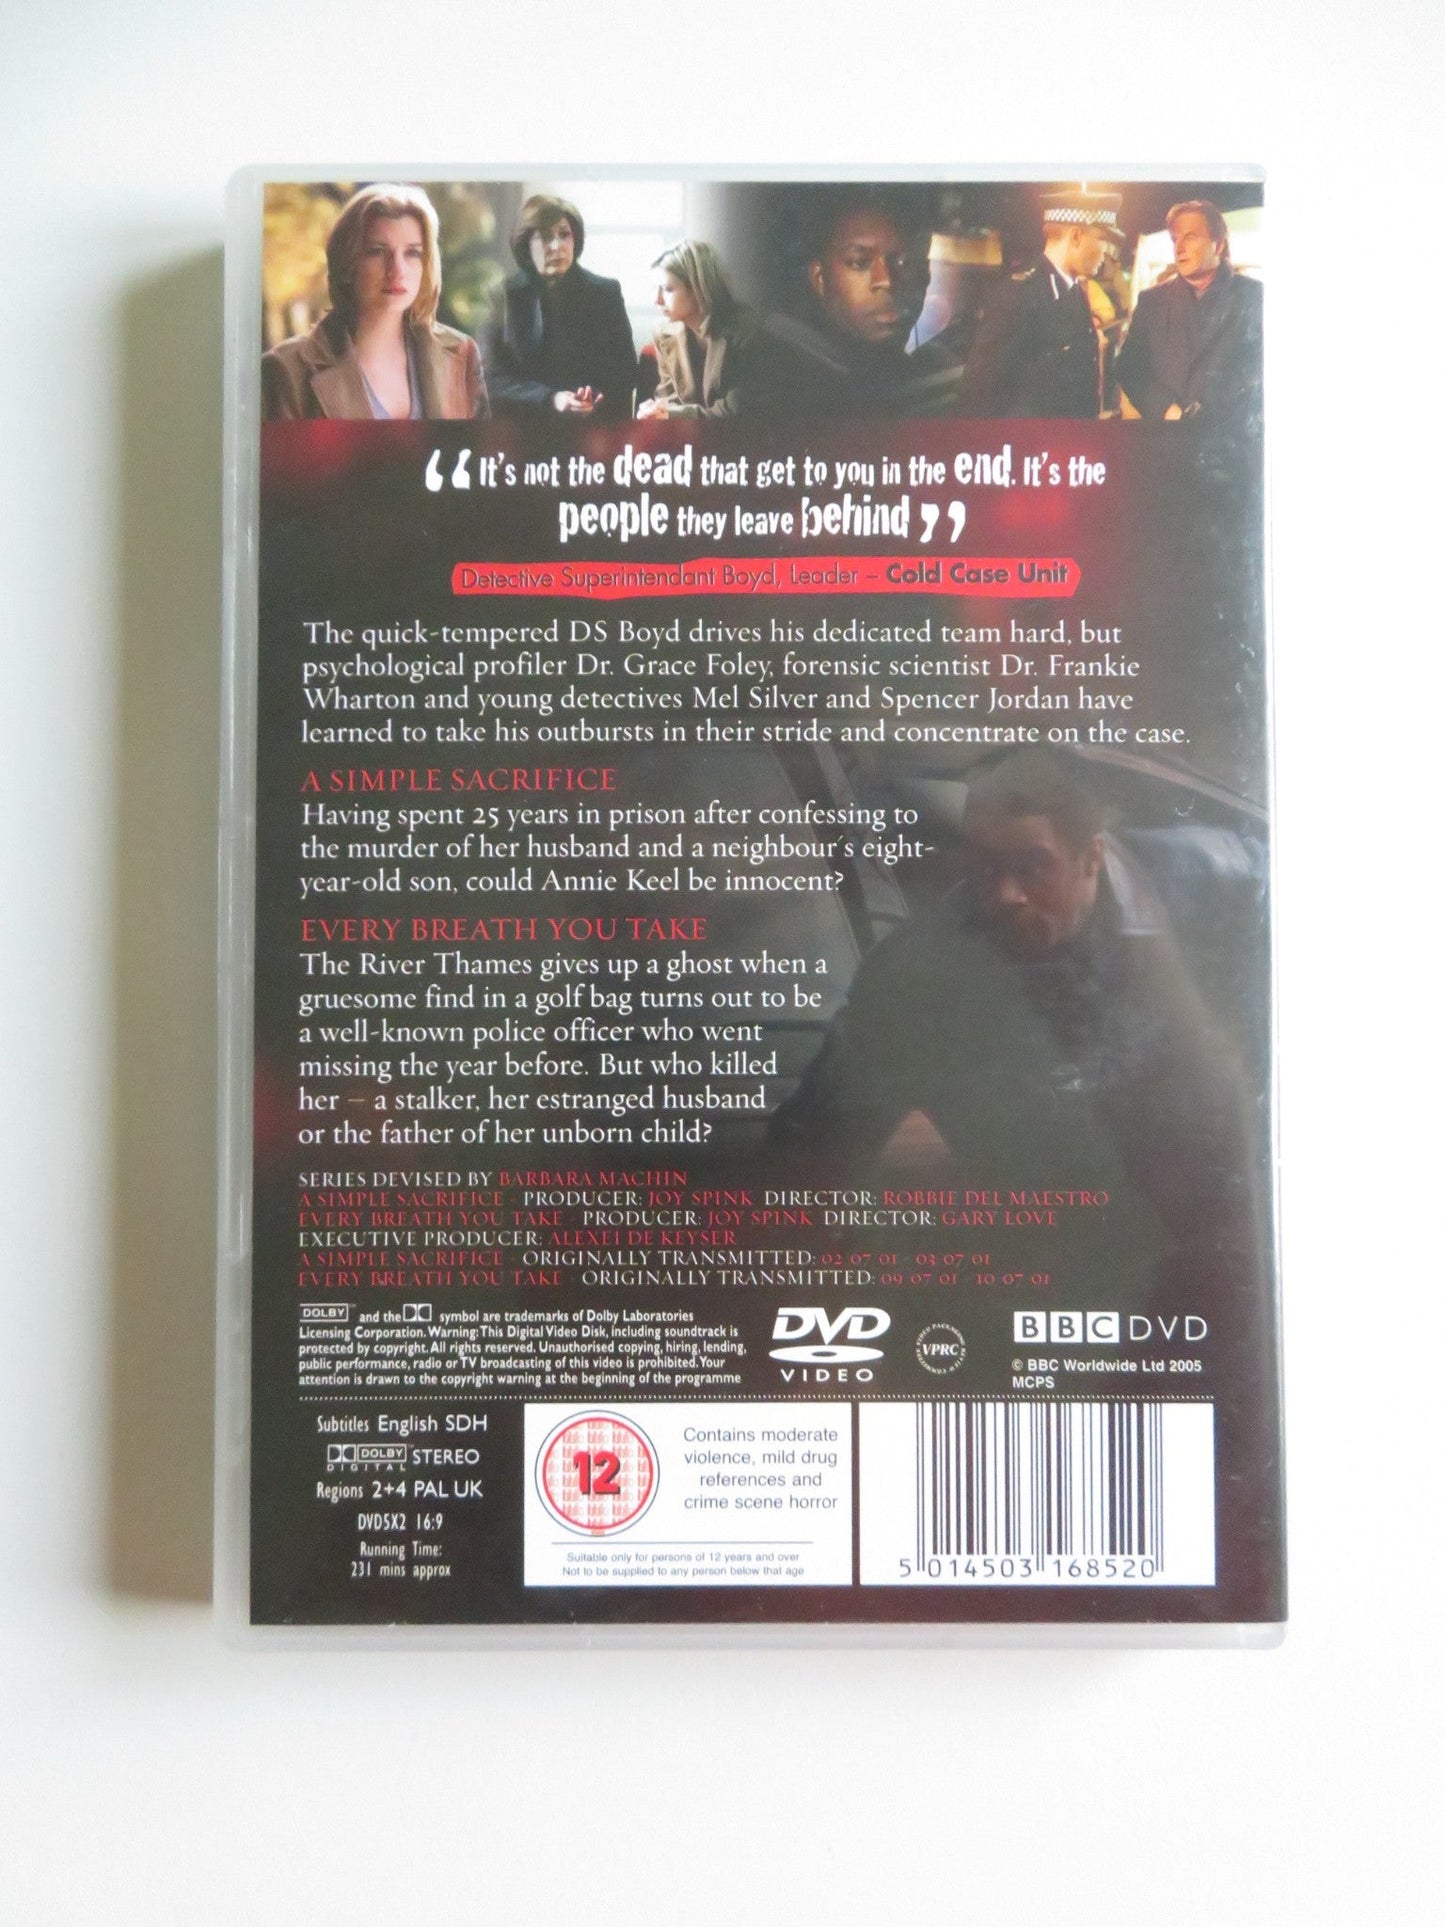 “It's not the dead that get to you in the end. It's the
people they leave behind”
Detective Superintendant Boyd, Leader – Cold Case Unit
The quick-tempered DS Boyd drives his dedicated team hard, but
psychological profiler Dr. Grace Foley, forensic scientist Dr. Frankie
Wharton and young detectives Mel Silver and Spencer Jordan have
learned to take his outbursts in their stride and concentrate on the case.
A SIMPLE SACRIFICE
Having spent 25 years in prison after confessing to
the murder of her husband and a neighbour's eight-
year-old son, could Annie Keel be innocent?
EVERY BREATH YOU TAKE
The River Thames gives up a ghost when a
gruesome find in a golf bag turns out to be
a well-known police officer who went
missing the year before. But who killed
her – a stalker, her estranged husband
or the father of her unborn child?
SERIES DEVISED BY BARBARA MACHIN
A SIMPLE SACRIFICE - PRODUCER: JOY SPINK DIRECTOR: ROBBIE DEL MAESTRO
EVERY BREATH YOU TAKE - PRODUCER: JOY SPINK DIRECTOR: GARY LOVE
EXECUTIVE PRODUCER: ALEXEI DE KEYSER
A SIMPLE SACRIFICE - ORIGINALLY TRANSMITTED: 02 07 01 - 03 07 01
EVERY BREATH YOU TAKE - ORIGINALLY TRANSMITTED: 09 07 01 - 10 07 01
DOLBY and the symbol are trademarks of Dolby Laboratories
Licensing Corporation. Warning: This Digital Video Disk, including soundtrack is
protected by copyright. All rights reserved. Unauthorised copying, hiring, lending,
public performance, radio or TV broadcasting of this video is prohibited. Your
attention is drawn to the copyright warning at the beginning of the programme
DVD
VIDEO
VIDEO PACKAGING REVIEW COMMITTEE
VPRC
BBC DVD
© BBC Worldwide Ltd 2005
MCPS
Subtitles English SDH
DOLBY DIGITAL STEREO
Regions 2+4 PAL UK
DVD5X2 16:9
Running Time:
231 mins approx
12
Contains moderate
violence, mild drug
references and
crime scene horror
Suitable only for persons of 12 years and over
Not to be supplied to any person below that age
5 014503 168520